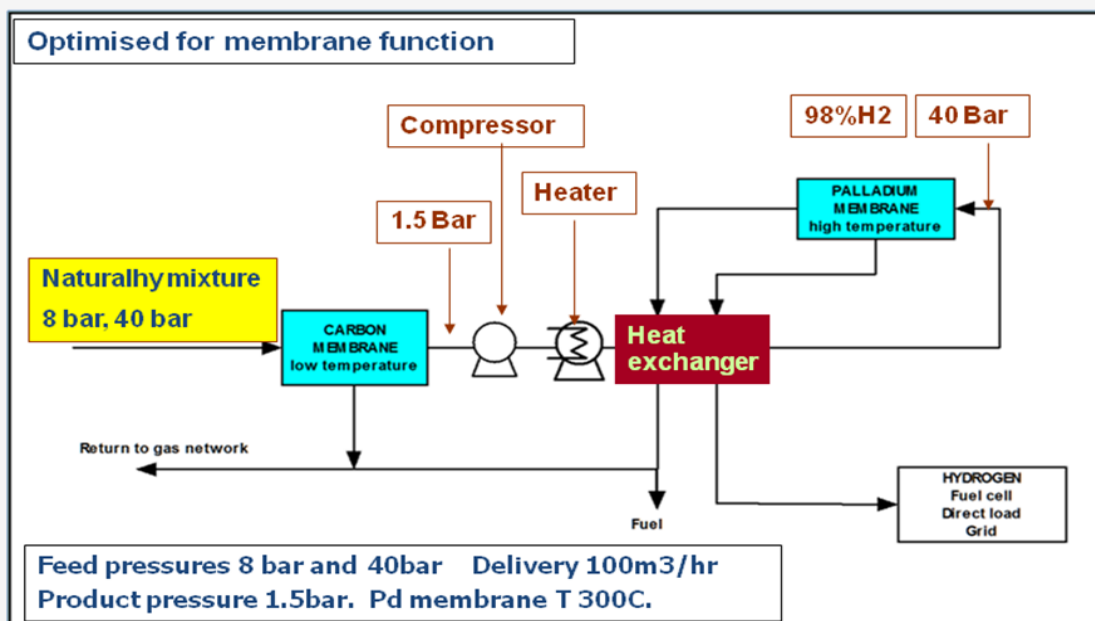 Optimised for membrane function
Compressor
98%H2
40 Bar
Heater
1.5 Bar
PALLADIUM
MEMBRANE
high temperature
Naturalhy mixture
8 bar, 40 bar
CARBON
MEMBRANE
low temperature
Heat
exchanger
Return to gas network
Fuel
HYDROGEN
Fuel cell
Direct load
Grid
Feed pressures 8 bar and 40bar Delivery 100m3/hr
Product pressure 1.5bar. Pd membrane T 300C.